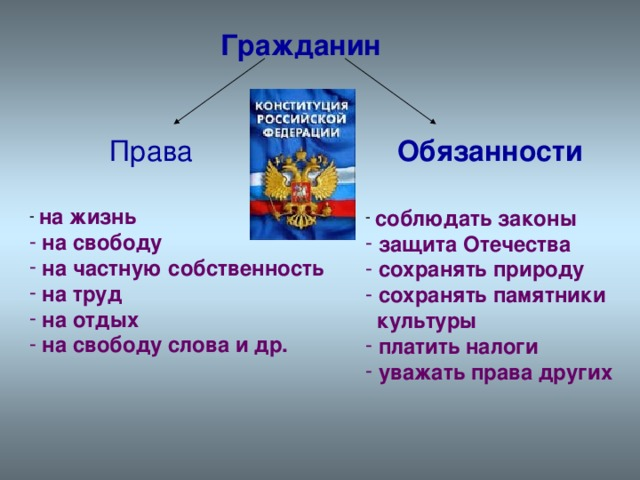 Гражданин
КОНСТИТУЦИЯ
РОССИЙСКОЙ
ФЕДЕРАЦИИ
Права
- на жизнь
- на свободу
- на частную собственность
- на труд
- на отдых
- на свободу слова и др.
Обязанности
- соблюдать законы
- защита Отечества
- сохранять природу
- сохранять памятники
культуры
- платить налоги
- уважать права других